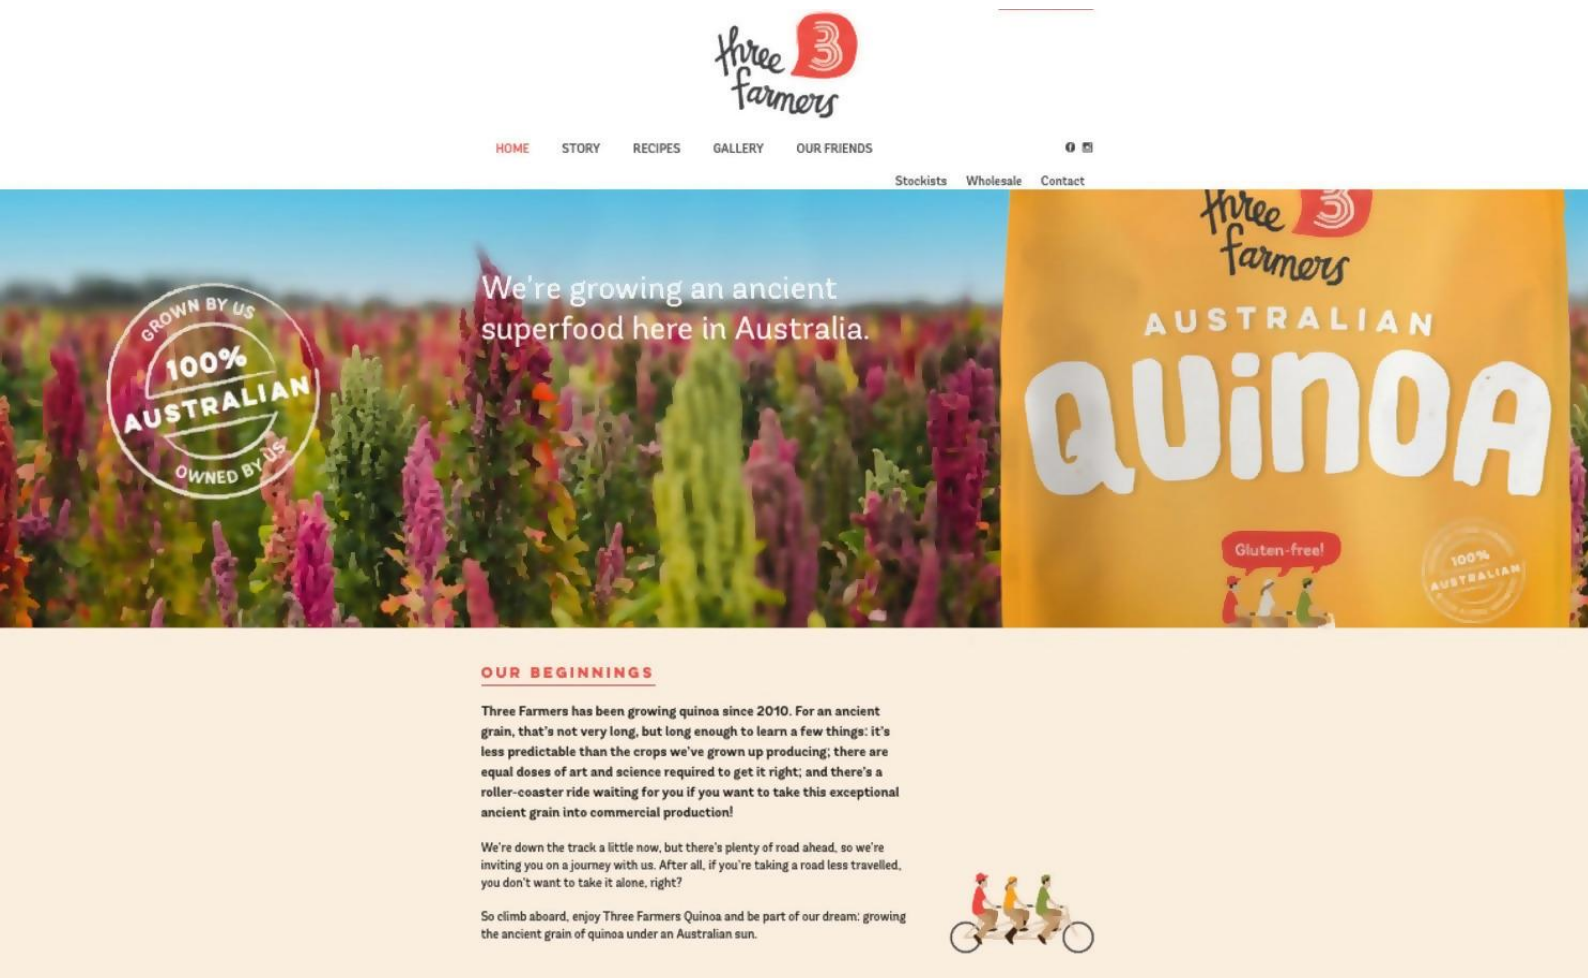 three 3
farmers
HOME STORY RECIPES GALLERY OUR FRIENDS
Stockists Wholesale Contact
GROWN BY US
100%
AUSTRALIAN
OWNED BY US
We're growing an ancient
superfood here in Australia.
three 3
farmers
AUSTRALIAN
QUiNOA
Gluten-free!
100%
AUSTRALIAN
OUR BEGINNINGS
Three Farmers has been growing quinoa since 2010. For an ancient
grain, that's not very long, but long enough to learn a few things: it's
less predictable than the crops we've grown up producing; there are
equal doses of art and science required to get it right; and there's a
roller-coaster ride waiting for you if you want to take this exceptional
ancient grain into commercial production!
We're down the track a little now, but there's plenty of road ahead, so we're
inviting you on a journey with us. After all, if you're taking a road less travelled,
you don't want to take it alone, right?
So climb aboard, enjoy Three Farmers Quinoa and be part of our dream: growing
the ancient grain of quinoa under an Australian sun.